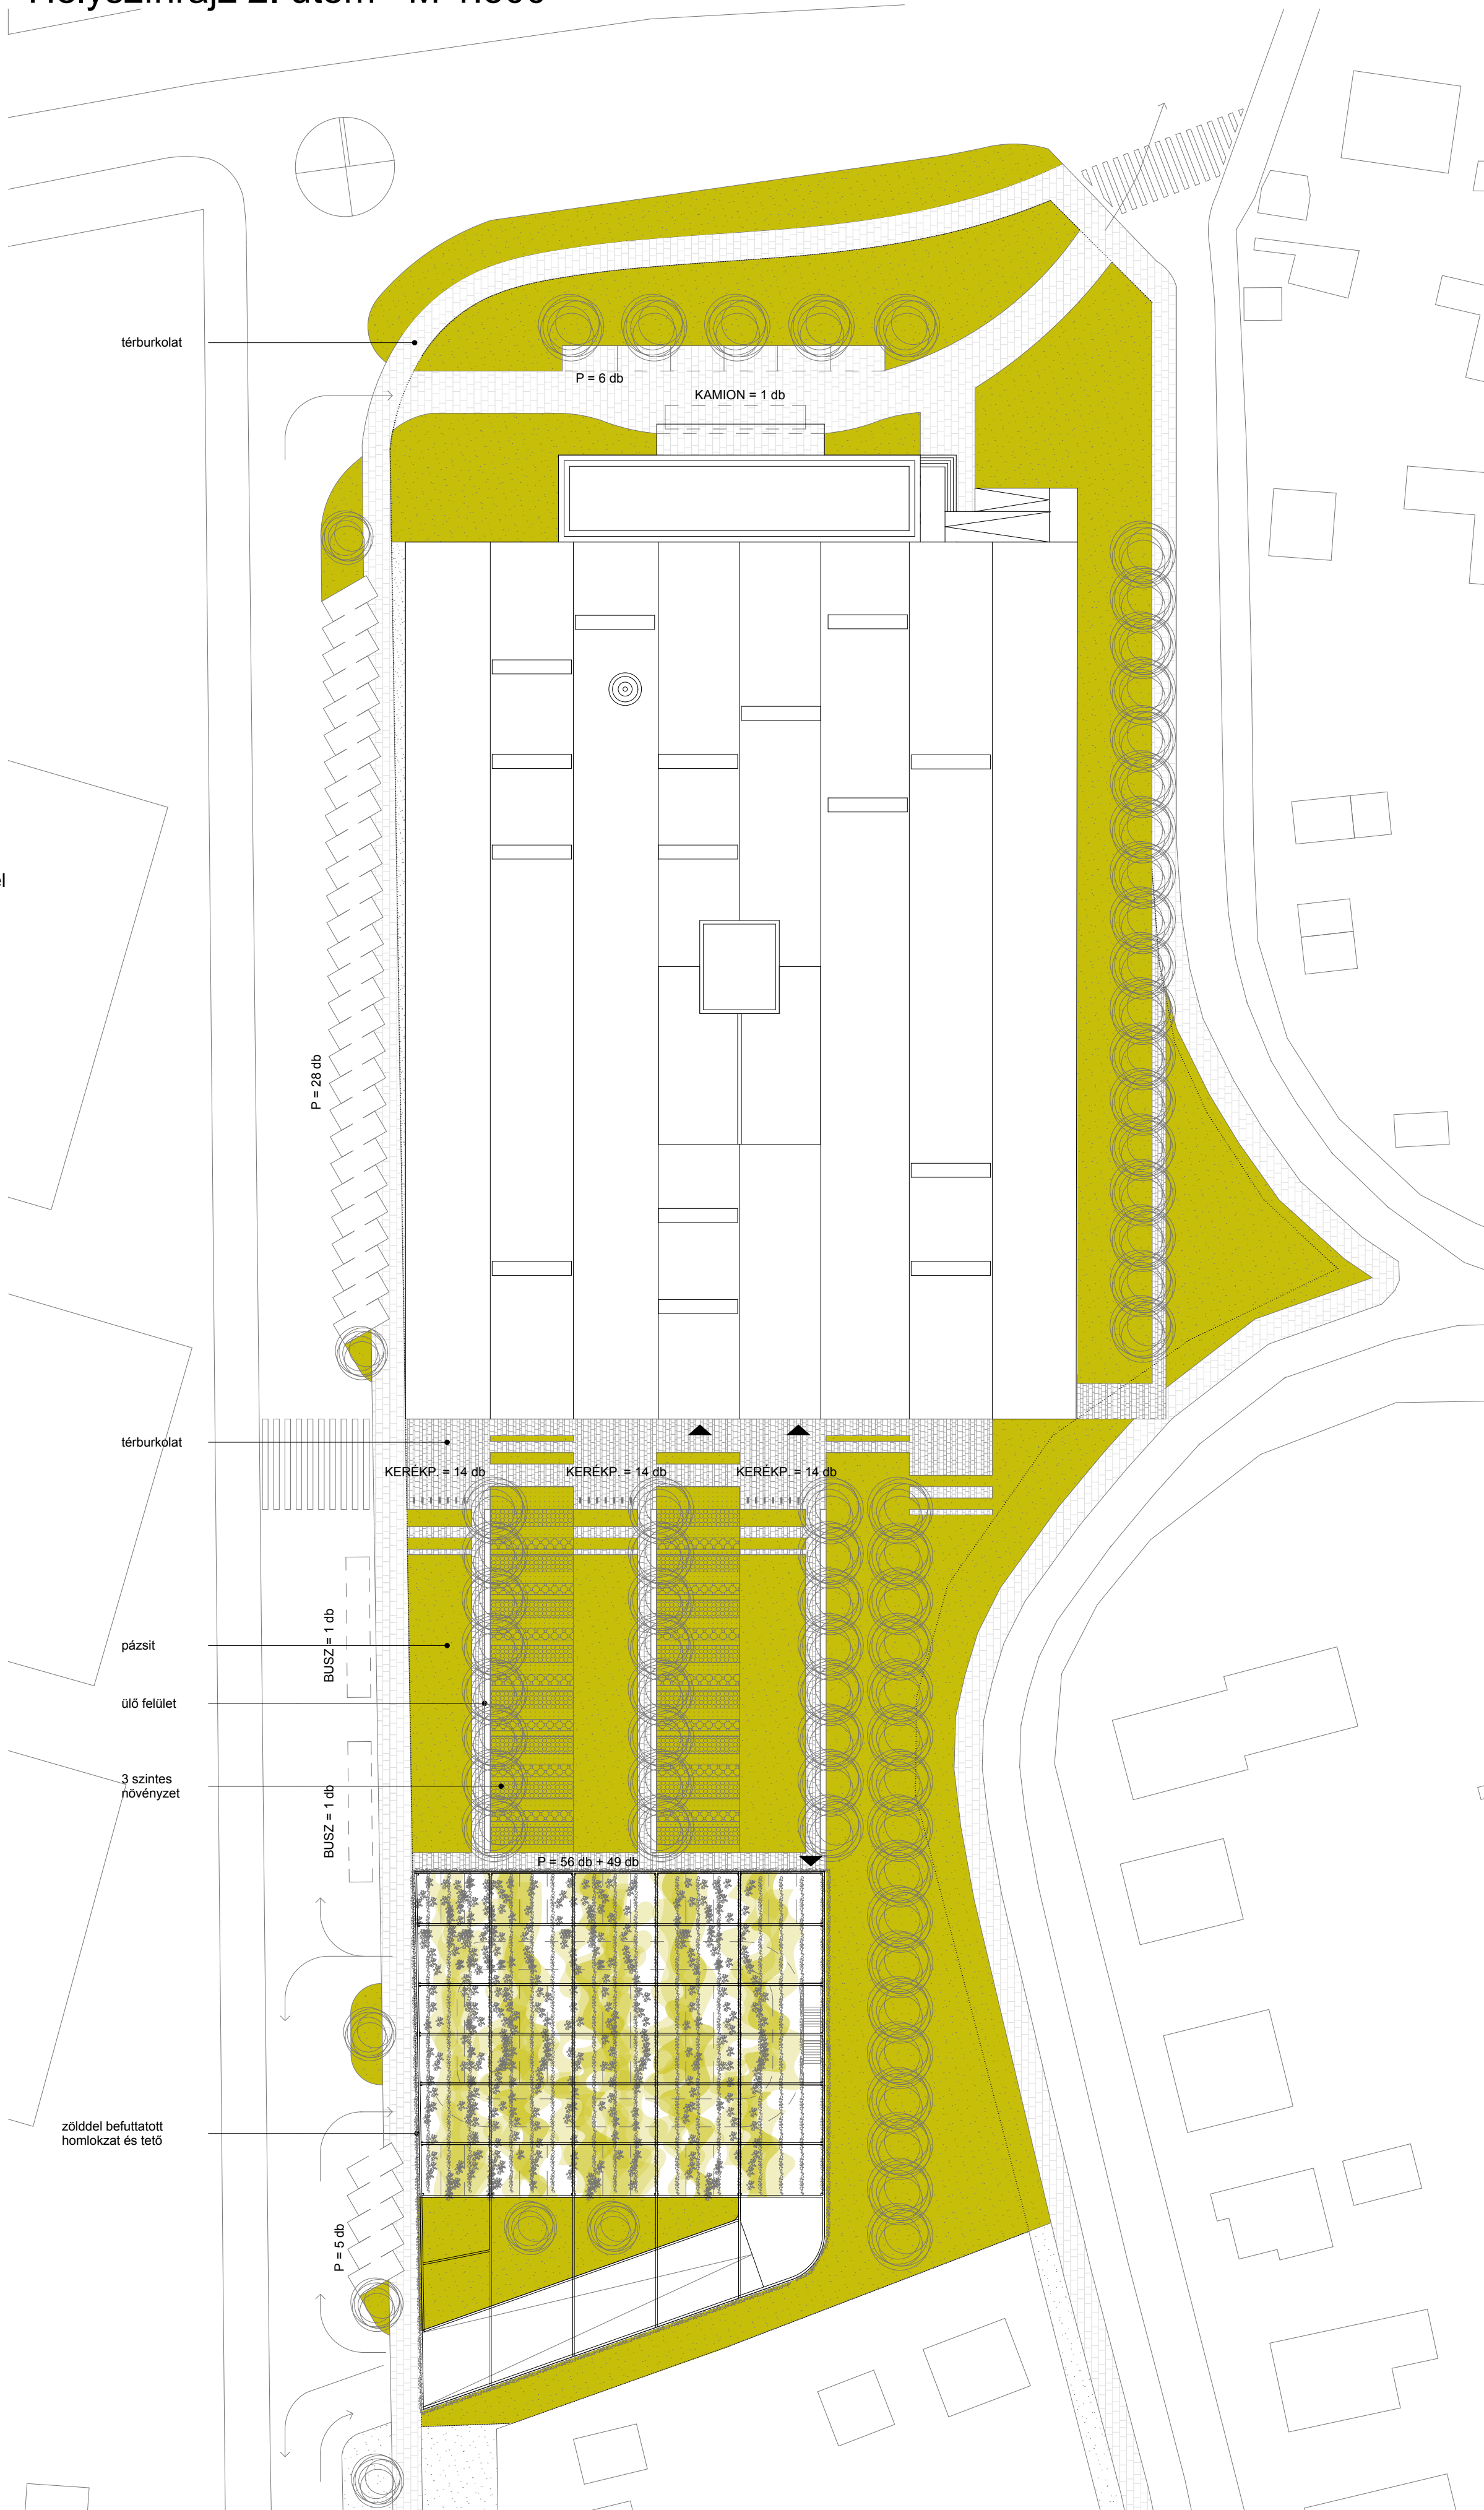 térburkolat
P = 6 db
KAMION = 1 db
P = 28 db
térburkolat
KERÉKP. = 14 db
KERÉKP. = 14 db
KERÉKP. = 14 db
BUSZ = 1 db
pázsit
ülő felület
3 szintes
növényzet
BUSZ = 1 db
P = 56 db + 49 db
zölddel befuttatott
homlokzat és tető
P = 5 db